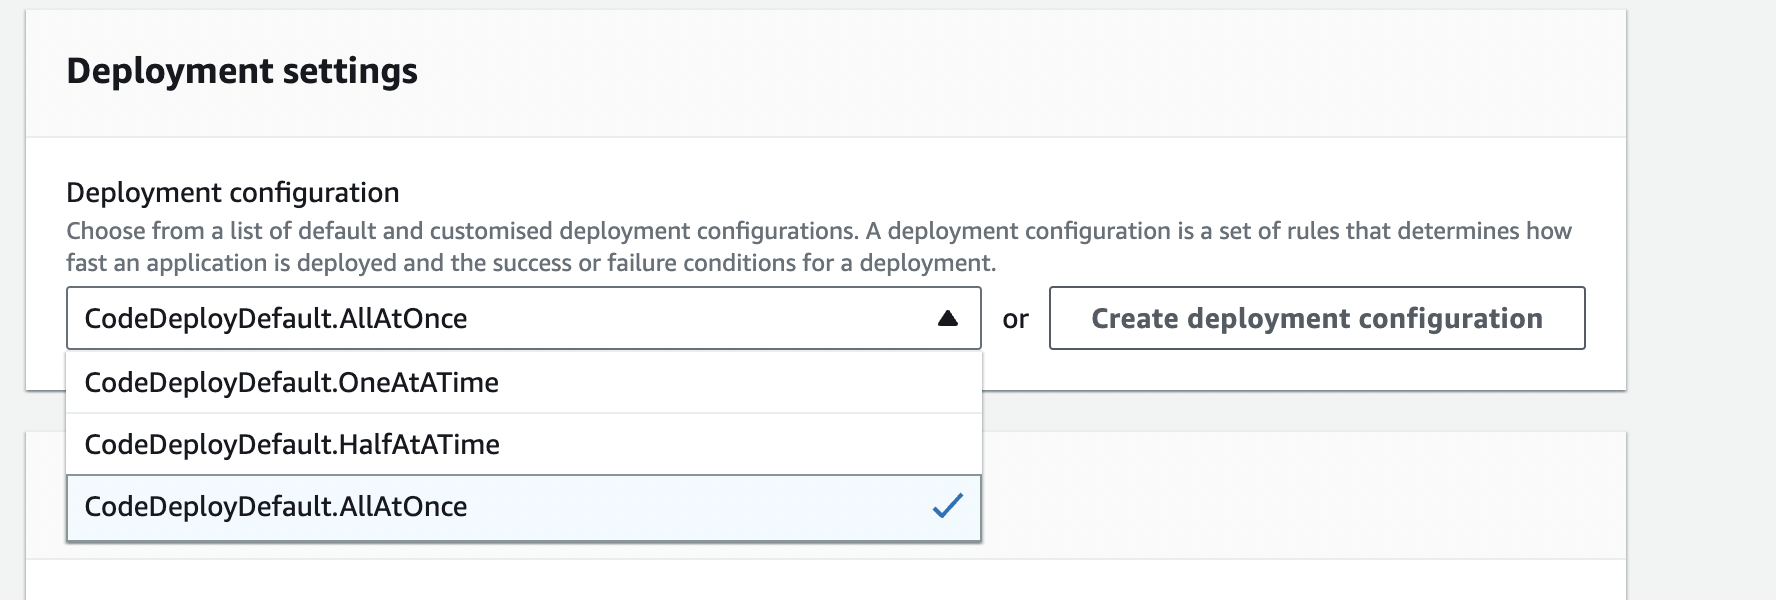 Deployment settings
Deployment configuration
Choose from a list of default and customised deployment configurations. A deployment configuration is a set of rules that determines how
fast an application is deployed and the success or failure conditions for a deployment.
CodeDeployDefault.AllAtOnce or Create deployment configuration
CodeDeployDefault.OneAtATime
CodeDeployDefault.HalfAtATime
CodeDeployDefault.AllAtOnce